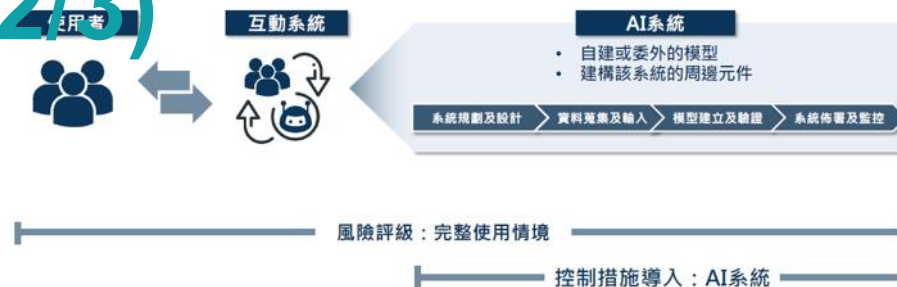 2/3)
使用者
互動系統
AI系統
• 自建或委外的模型
• 建構該系統的周邊元件
系統規劃及設計
資料蒐集及輸入
模型建立及驗證
系統佈署及監控
風險評級：完整使用情境
控制措施導入：AI系統